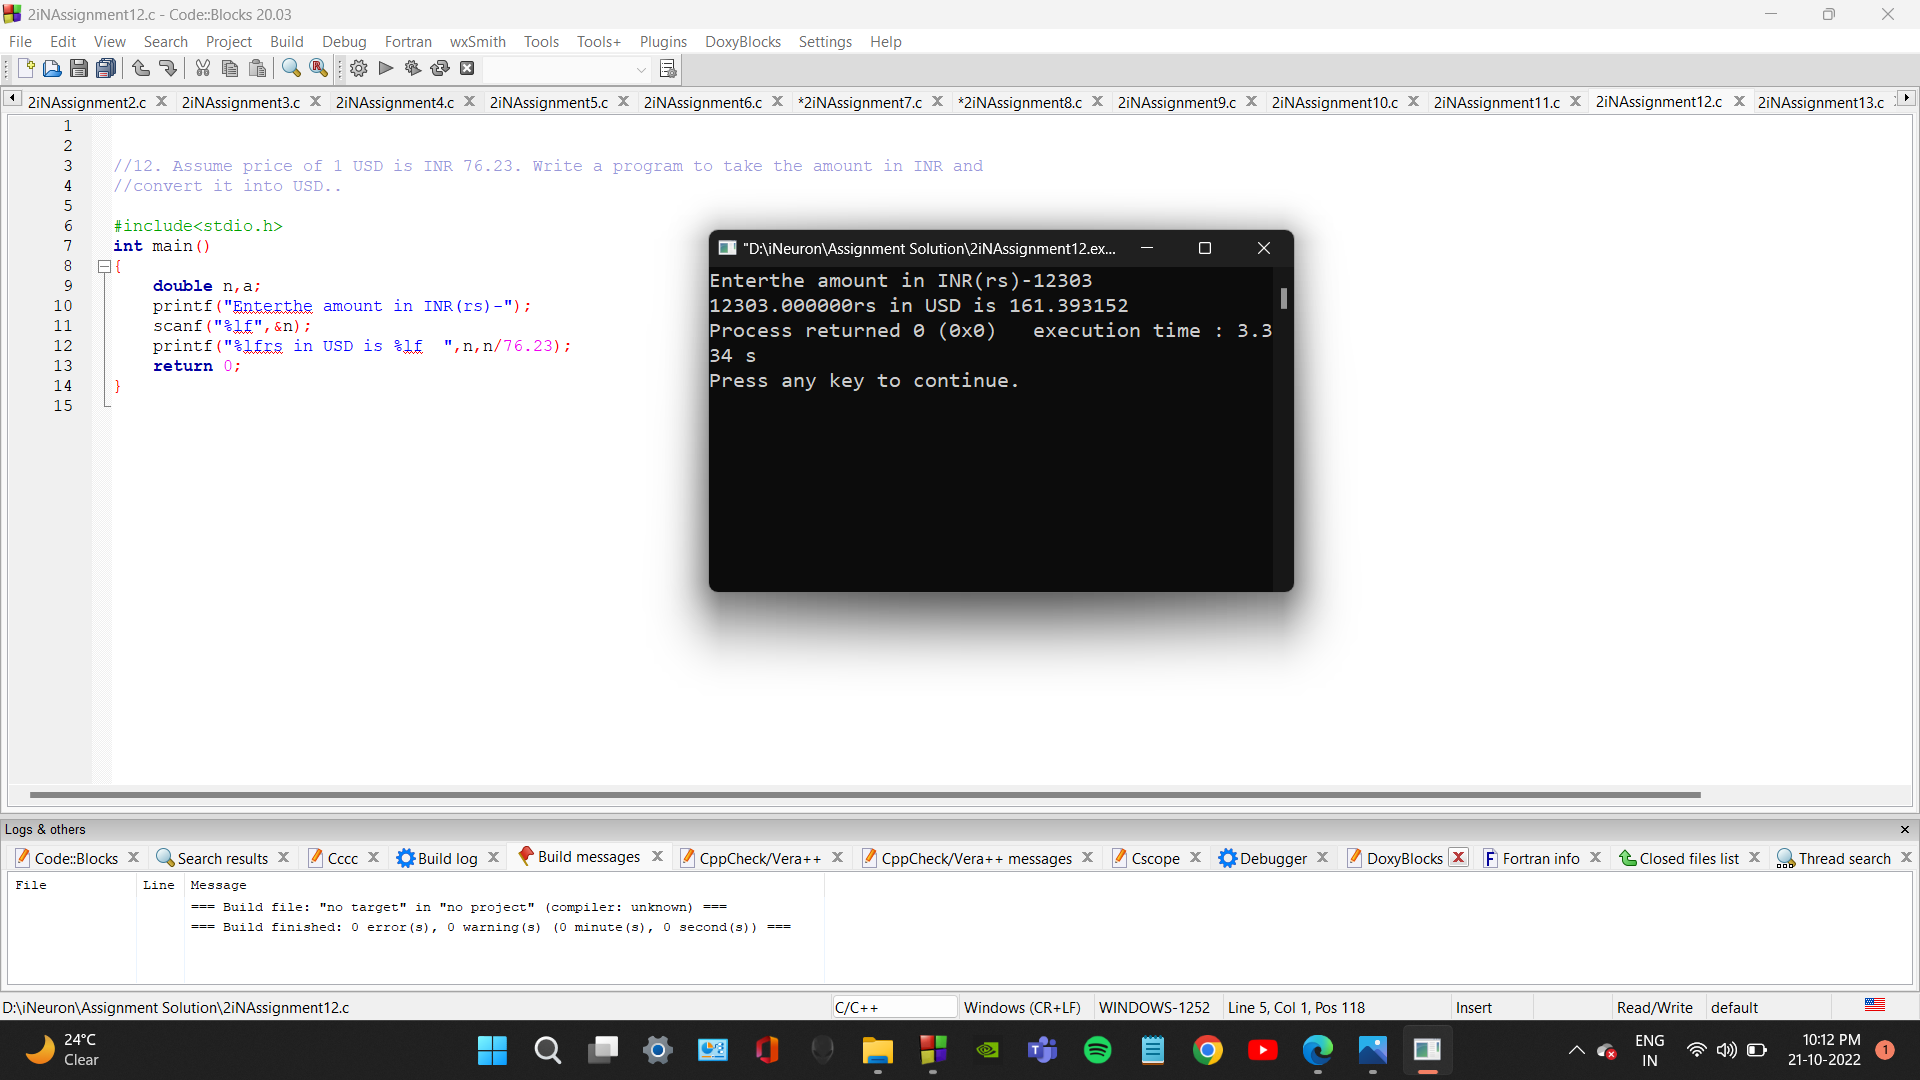 2iNAssignment12.c - Code::Blocks 20.03
File Edit View Search Project Build Debug Fortran wxSmith Tools Tools+ Plugins DoxyBlocks Settings Help
2iNAssignment2.c 2iNAssignment3.c 2iNAssignment4.c 2iNAssignment5.c 2iNAssignment6.c *2iNAssignment7.c *2iNAssignment8.c 2iNAssignment9.c 2iNAssignment10.c 2iNAssignment11.c 2iNAssignment12.c 2iNAssignment13.c
1
2
3 //12. Assume price of 1 USD is INR 76.23. Write a program to take the amount in INR and
4 //convert it into USD..
5
6 #include<stdio.h>
7 int main()
8 {
9 double n,a;
10 printf("Enterthe amount in INR(rs)-");
11 scanf("%lf",&n);
12 printf("%lfrs in USD is %lf  ",n,n/76.23);
13 return 0;
14 }
15
"D:\iNeuron\Assignment Solution\2iNAssignment12.ex...
Enterthe amount in INR(rs)-12303
12303.000000rs in USD is 161.393152
Process returned 0 (0x0)   execution time : 3.3
34 s
Press any key to continue.
Logs & others
Code::Blocks Search results Cccc Build log Build messages CppCheck/Vera++ CppCheck/Vera++ messages Cscope Debugger DoxyBlocks Fortran info Closed files list Thread search
File Line Message
=== Build file: "no target" in "no project" (compiler: unknown) ===
=== Build finished: 0 error(s), 0 warning(s) (0 minute(s), 0 second(s)) ===
D:\iNeuron\Assignment Solution\2iNAssignment12.c C/C++ Windows (CR+LF) WINDOWS-1252 Line 5, Col 1, Pos 118 Insert Read/Write default
24°C
Clear
ENG
IN
10:12 PM
21-10-2022
1